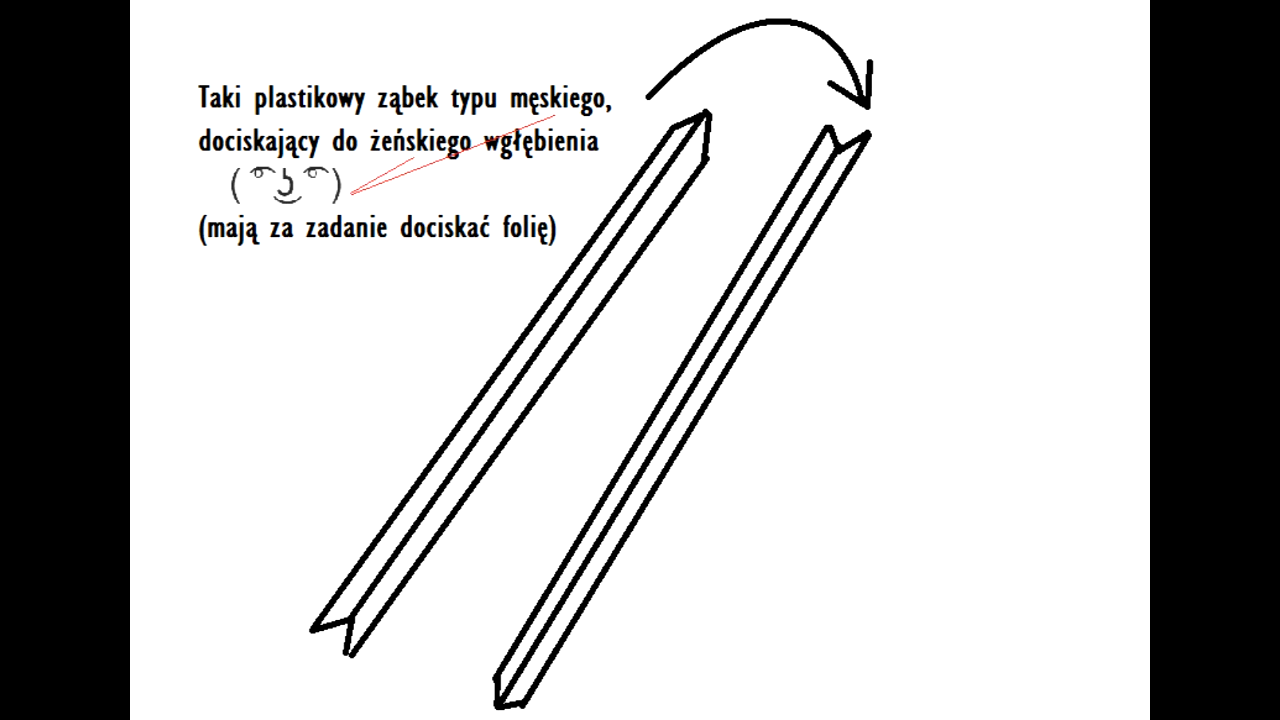 Taki plastikowy ząbek typu męskiego,
dociskający do żeńskiego wgłębienia
( ͡° ͜ʖ ͡°)
(mają za zadanie dociskać folię)